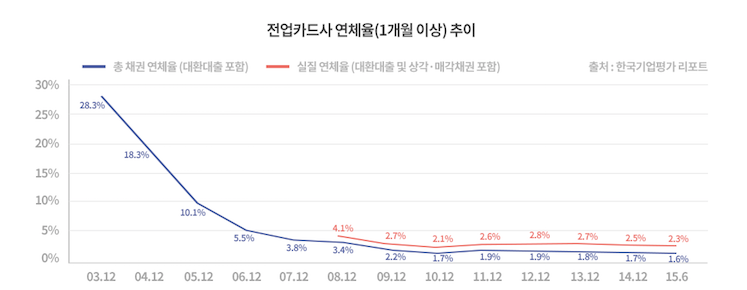 전업카드사 연체율(1개월 이상) 추이
총 채권 연체율 (대환대출 포함) 실질 연체율 (대환대출 및 상각·매각채권 포함) 출처 : 한국기업평가 리포트
30%
28.3%
25%
20%
18.3%
15%
10%
10.1%
5%
5.5%
3.8%
4.1% 2.7% 2.1% 2.6% 2.8% 2.7% 2.5% 2.3%
3.4% 2.2% 1.7% 1.9% 1.9% 1.8% 1.7% 1.6%
0%
03.12 04.12 05.12 06.12 07.12 08.12 09.12 10.12 11.12 12.12 13.12 14.12 15.6